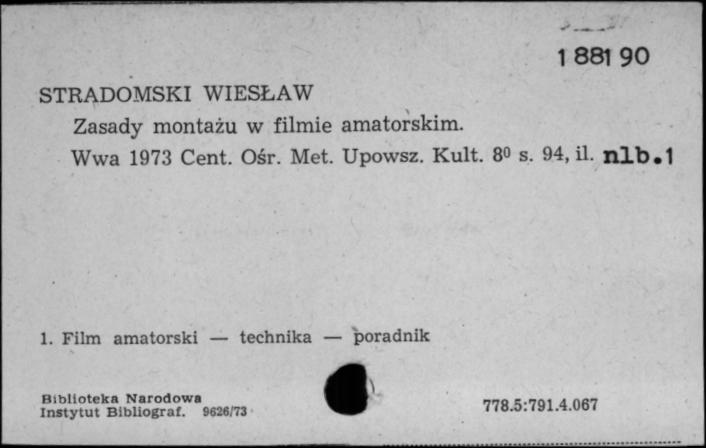 1 881 90
STRADOMSKI WIESŁAW
Zasady montażu w filmie amatorskim.
Wwa 1973 Cent. Ośr. Met. Upowsz. Kult. 8⁰ s. 94, il. nlb.1
1. Film amatorski — technika — poradnik
Biblioteka Narodowa
Instytut Bibliograf. 9626/73
778.5:791.4.067